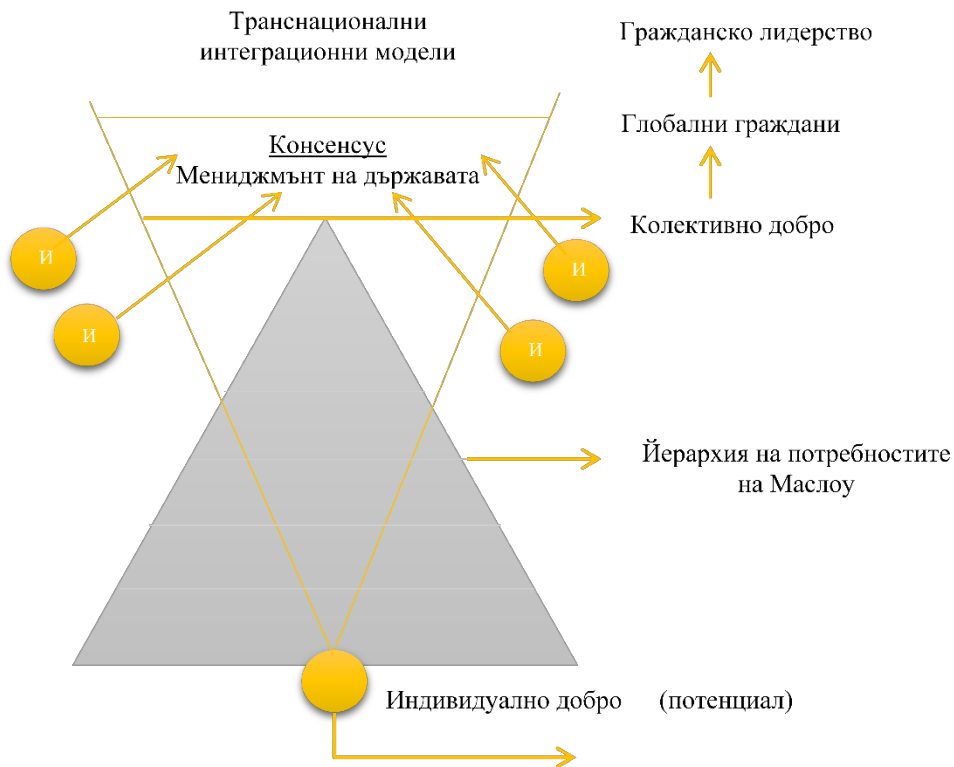 Транснационални
интеграционни модели
Гражданско лидерство
Глобални граждани
Консенсус
Мениджмънт на държавата
Колективно добро
И
И
И
И
Йерархия на потребностите
на Маслоу
Индивидуално добро (потенциал)